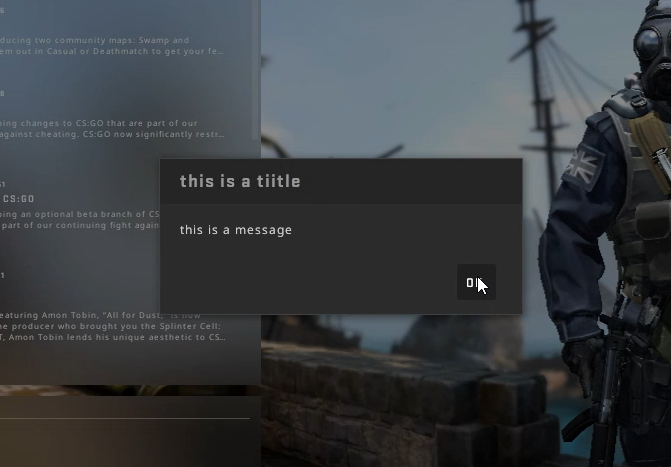 ducing two community maps: Swamp and
em out in Casual or Deathmatch to get your fe...
ing changes to CS:GO that are part of our
against cheating. CS:GO now significantly restr...
CS:GO
ing an optional beta branch of CS
part of our continuing fight again
this is a tiitle
this is a message
eaturing Amon Tobin, "All for Dust," is now
e producer who brought you the Splinter Cell:
T, Amon Tobin lends his unique aesthetic to CS...